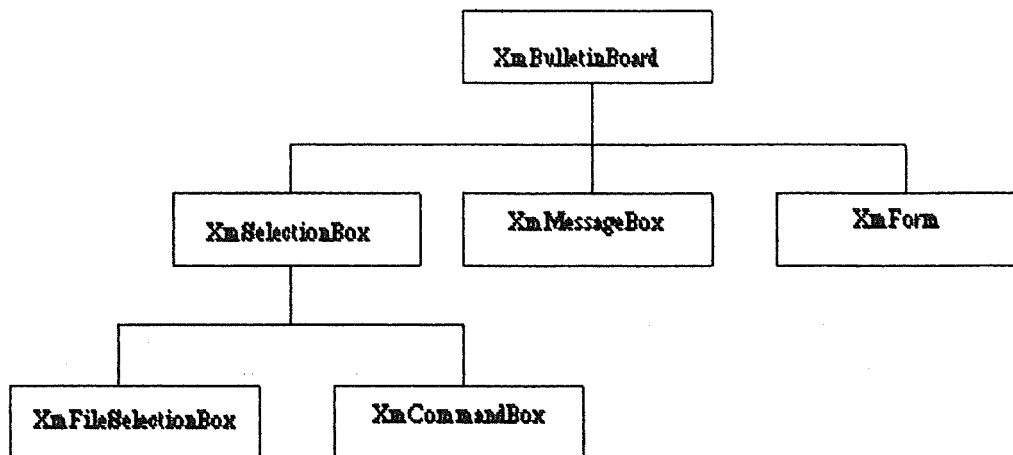 XmBulletinBoard
XmSelectionBox
XmMessageBox
XmForm
XmFileSelectionBox
XmCommandBox